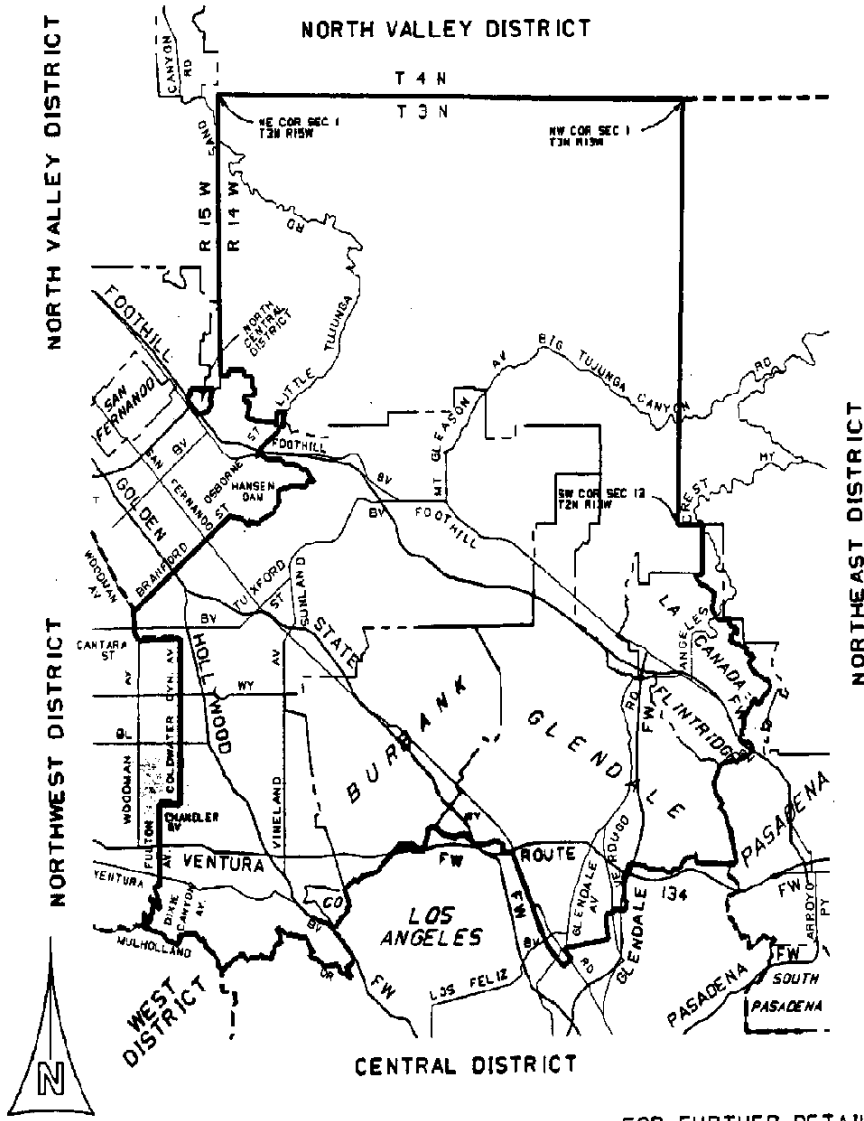 NORTH VALLEY DISTRICT
NORTH VALLEY DISTRICT
CANYON
RD
T 4 N
T 3 N
NE COR SEC 1
T3N R15W
NW COR SEC 1
T3N R13W
SAND
RD
R 15 W
R 14 W
NORTH
CENTRAL
DISTRICT
FOOTHILL
LITTLE
TUJUNGA
BIG TUJUNGA CANYON
RD
AV
MT GLEASON
SAN
FERNANDO
BV
SAN
FERNANDO
OSBORNE
ST
FOOTHILL
BV
HANSEN
DAM
GOLDEN
STATE
ST
BRANFORD
WOODMAN
AV
BV
FOOTHILL
SW COR SEC 12
HY
CREST
ANGELES
TUXFORD
ST
SUNLAND
BV
CANTARA
ST
LA
CANADA
FLINTRIDGE
FW
NORTHEAST DISTRICT
NORTHWEST DISTRICT
AV
WOODMAN
COLDWATER CYN. AV
HOLLYWOOD
AV
VINELAND
WY
BL
BURBANK
GLENDALE
RD
FW
CHANDLER
BV
FULTON
AV.
VENTURA
FW
ROUTE
134
FW
PASADENA
VENTURA
BV
DIXIE
CANYON
AV.
MULHOLLAND
DR
CO
LOS
ANGELES
FW
FW
GLENDALE
AV
VERDUGO
RD
GLENDALE
LOS FELIZ
BV
ARROYO
PY
FW
SOUTH
PASADENA
PASADENA
WEST
DISTRICT
CENTRAL DISTRICT
N